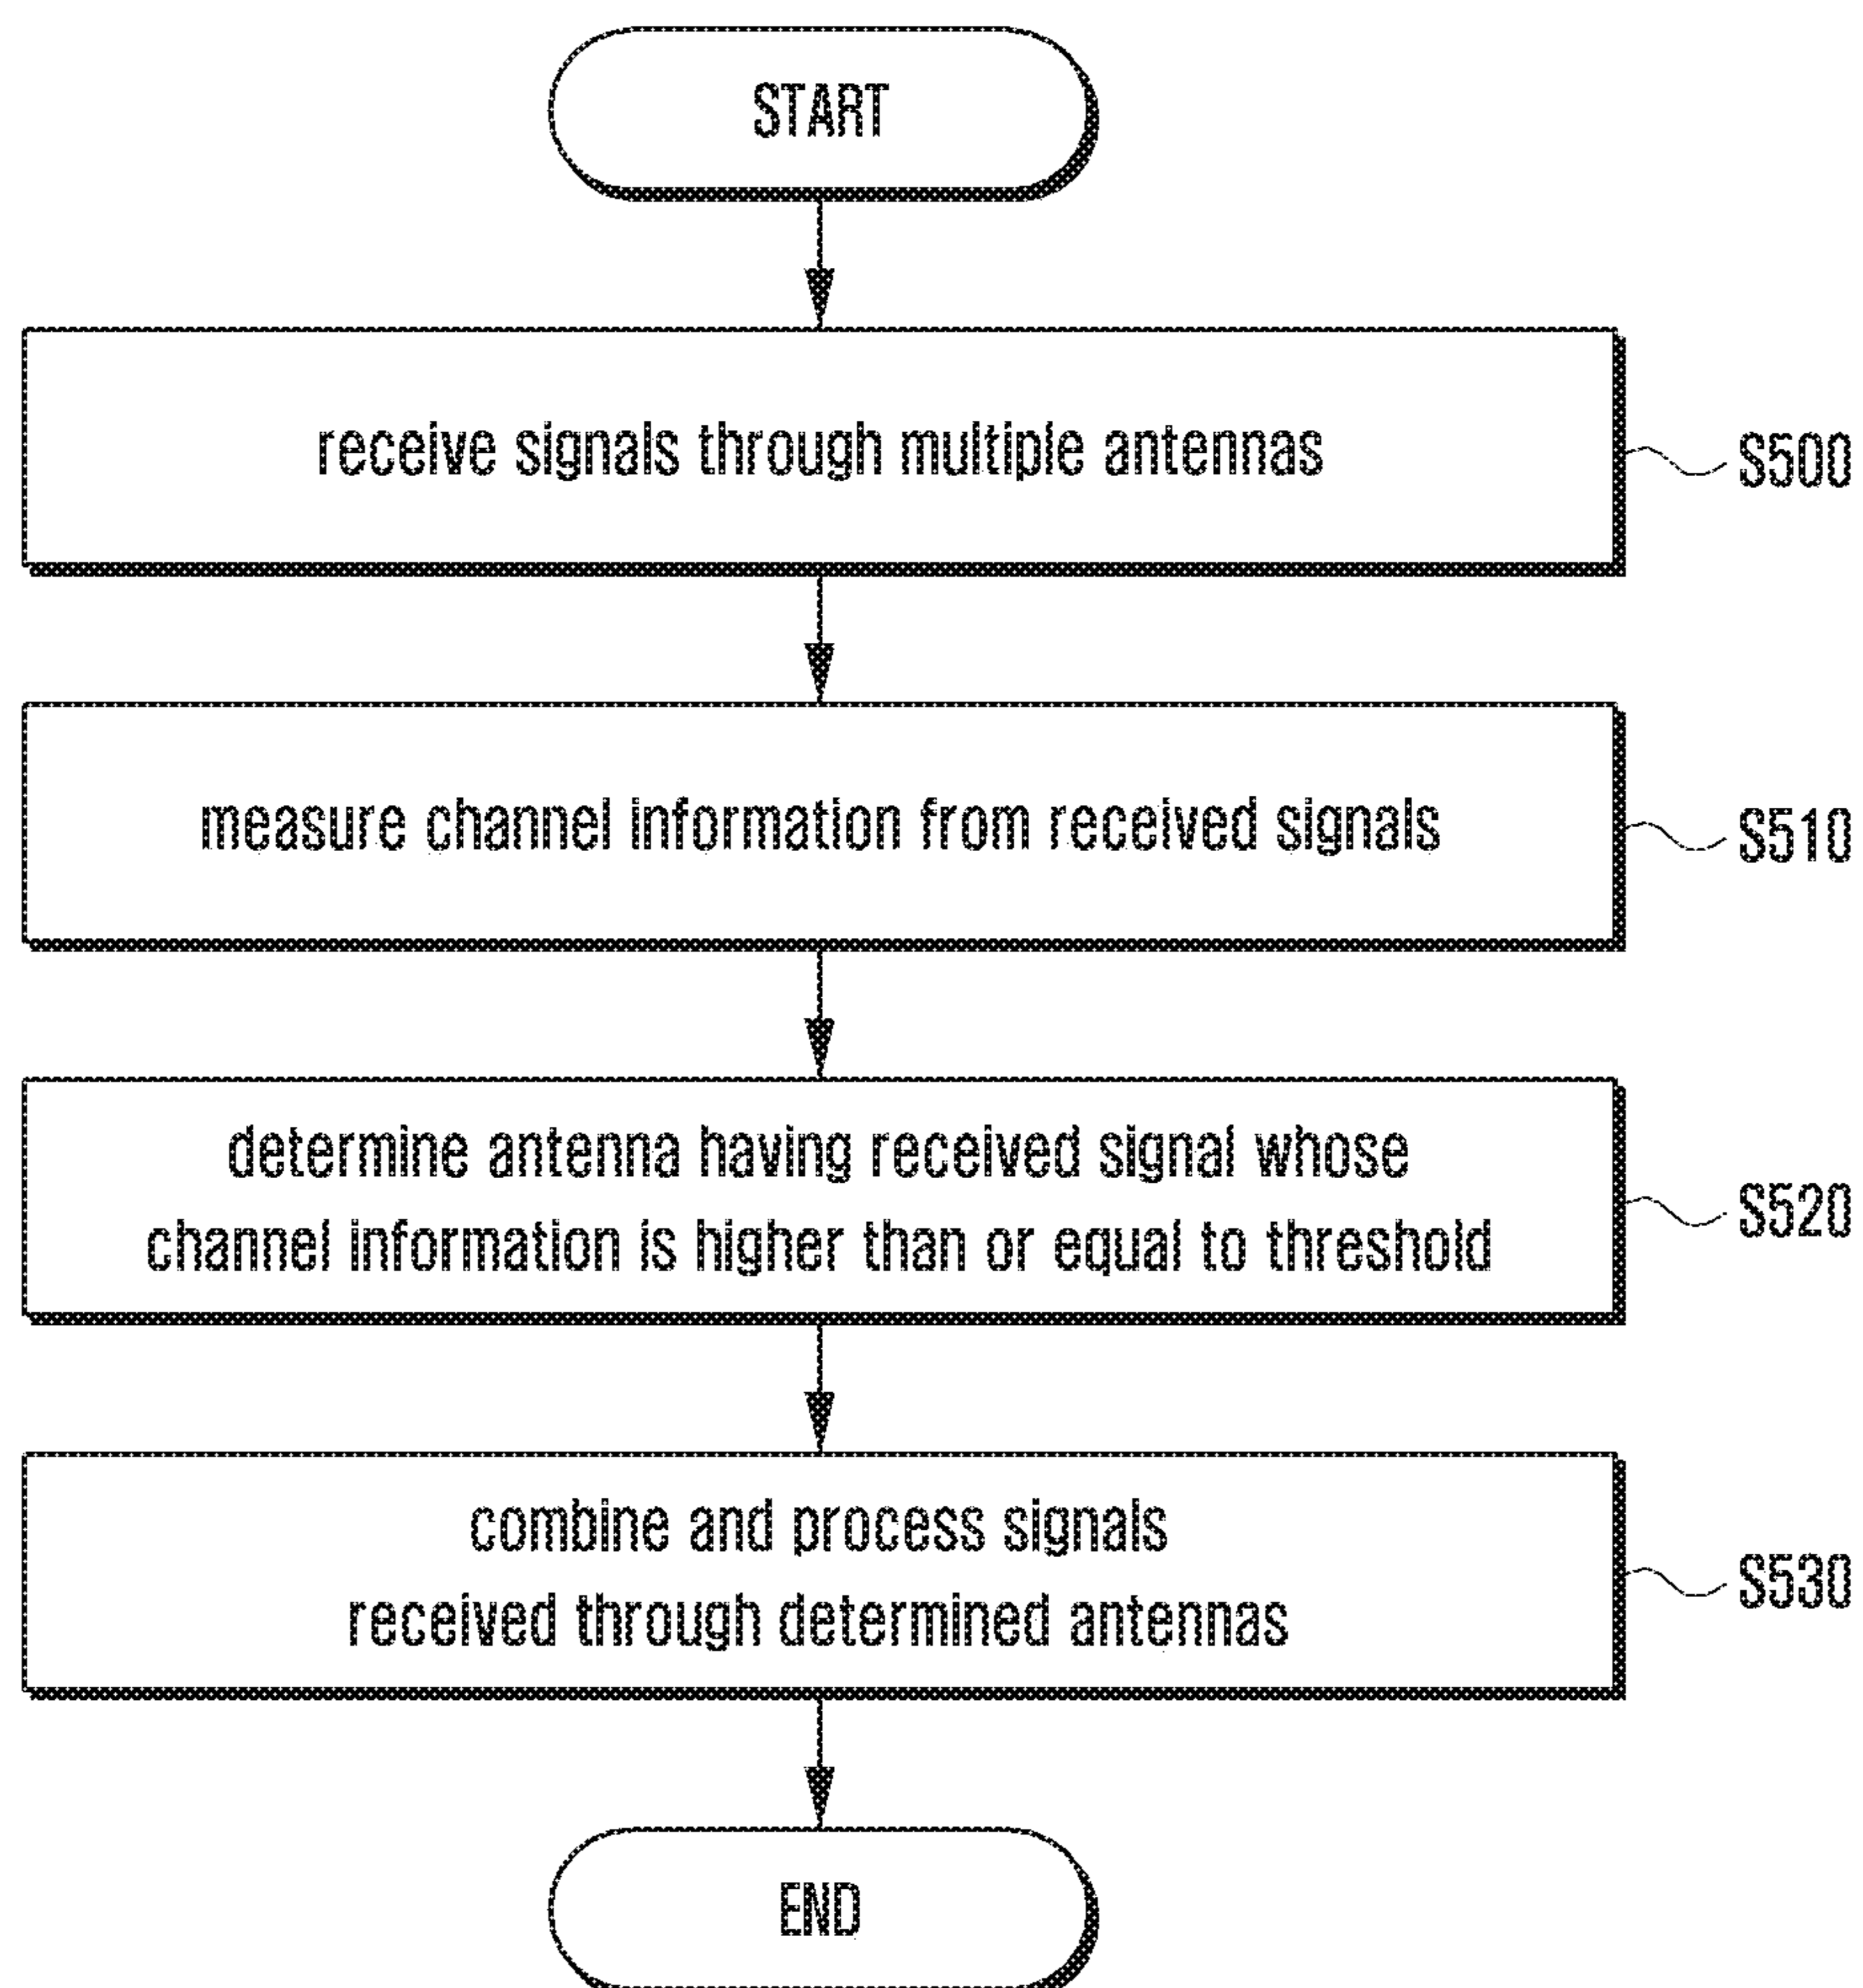 START
receive signals through multiple antennas
S500
measure channel information from received signals
S510
determine antenna having received signal whose
channel information is higher than or equal to threshold
S520
combine and process signals
received through determined antennas
S530
END